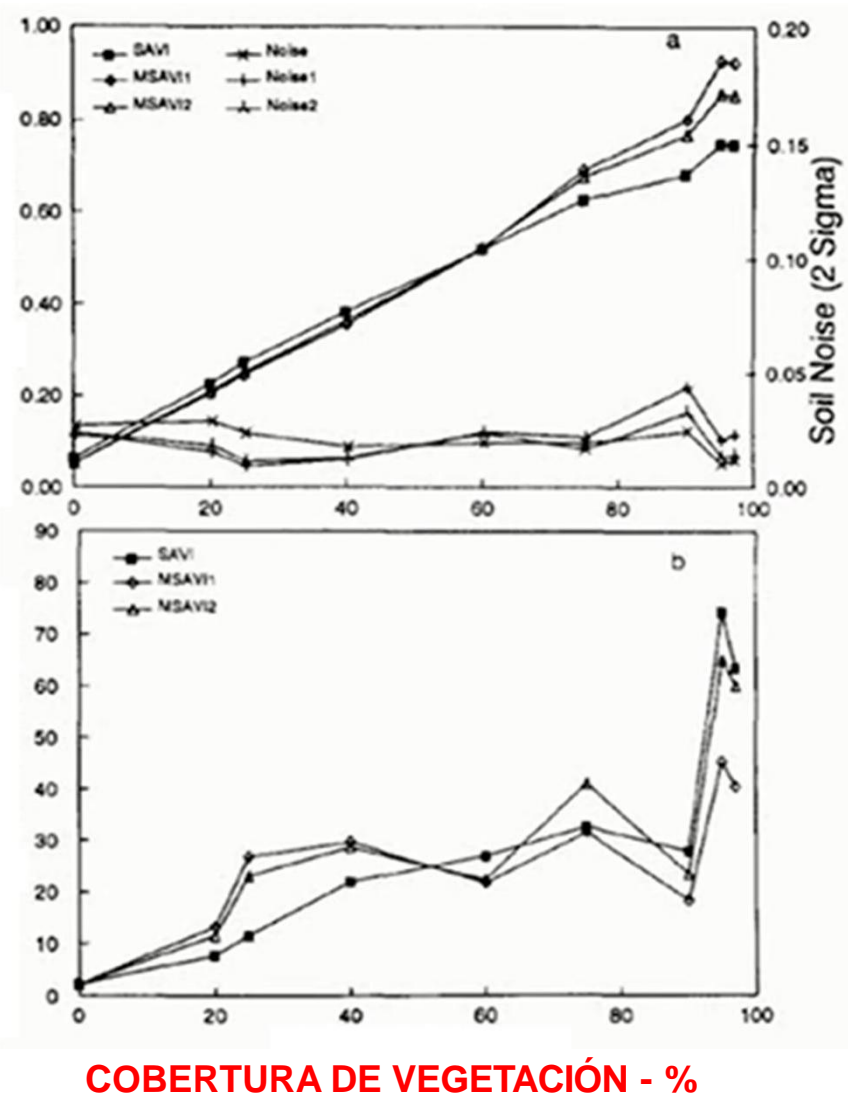 1.00
0.80
0.60
0.40
0.20
0.00
SAVI
MSAVI1
MSAVI2
Noise
Noise1
Noise2
a
0.20
0.15
0.10
0.05
0.00
Soil Noise (2 Sigma)
0 20 40 60 80 100
90
80
70
60
50
40
30
20
10
0
SAVI
MSAVI1
MSAVI2
b
0 20 40 60 80 100
COBERTURA DE VEGETACIÓN - %